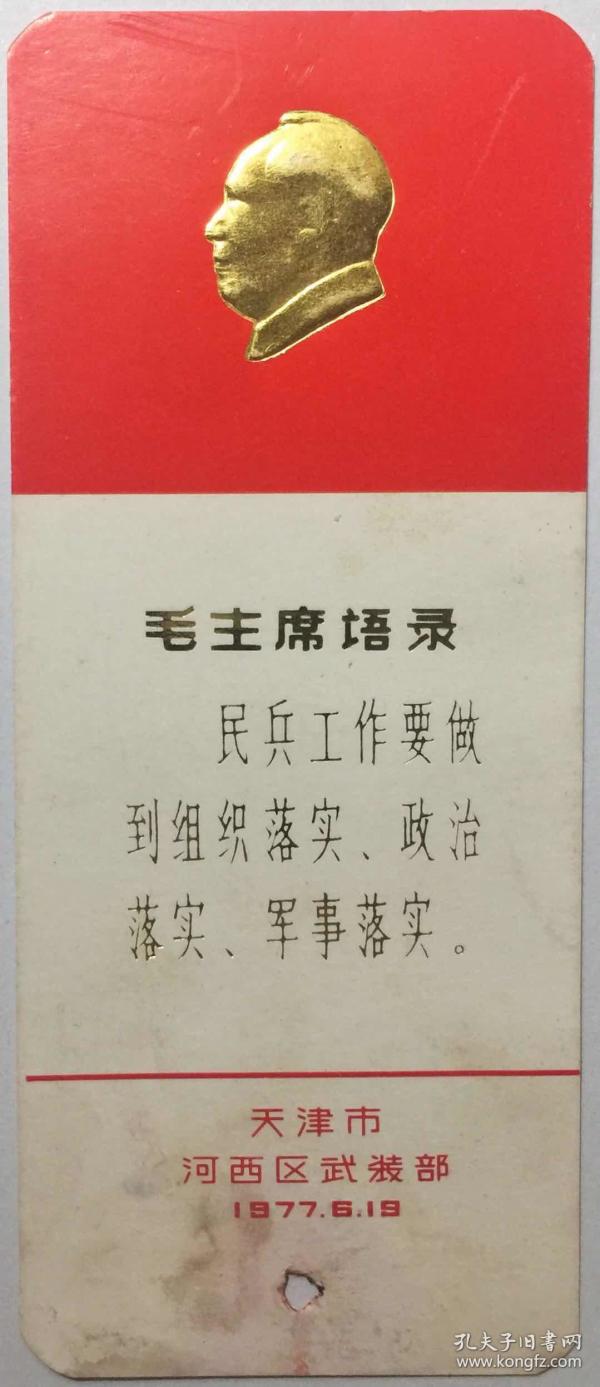 毛主席语录
民兵工作要做
到组织落实、政治
落实、军事落实。
天津市
河西区武装部
1977.6.19
孔夫子旧書网
www.kongfz.com